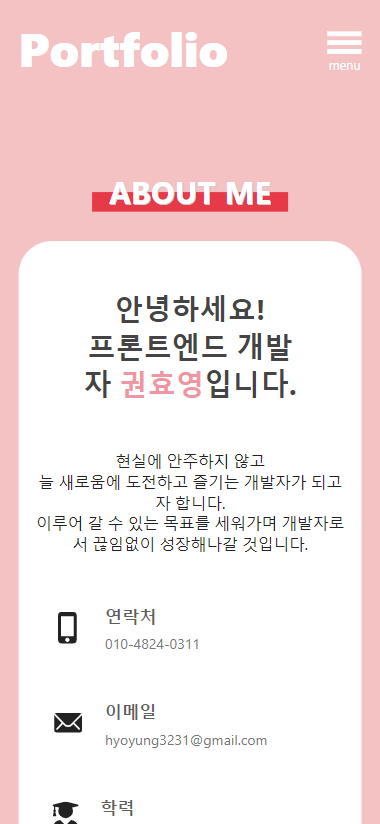 Portfolio
menu
ABOUT ME
안녕하세요!
프론트엔드 개발
자 권효영입니다.
현실에 안주하지 않고
늘 새로움에 도전하고 즐기는 개발자가 되고
자 합니다.
이루어 갈 수 있는 목표를 세워가며 개발자로
서 끊임없이 성장해나갈 것입니다.
연락처
010-4824-0311
이메일
hyoyung3231@gmail.com
학력